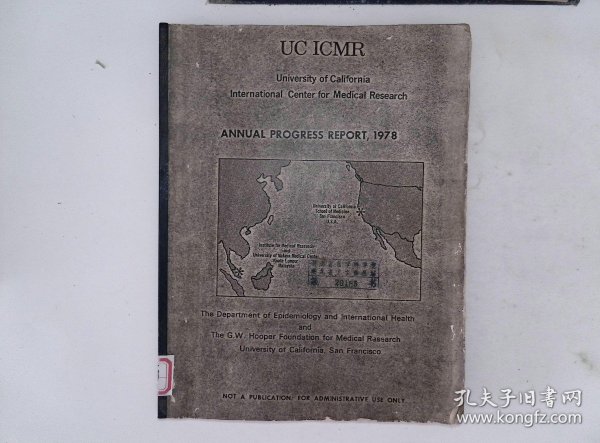 UC ICMR
University of California
International Center for Medical Research
ANNUAL PROGRESS REPORT, 1978
University of California
School of Medicine
San Francisco
U.S.A.
Institute for Medical Research
and
University of Malaya Medical Center
Kuala Lumpur
Malaysia
The Department of Epidemiology and International Health
and
The G.W. Hooper Foundation for Medical Research
University of California, San Francisco
NOT A PUBLICATION: FOR ADMINISTRATIVE USE ONLY
孔夫子旧书网
www.kongfz.com